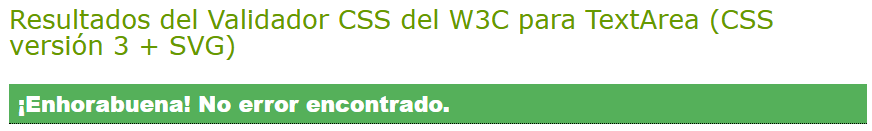 Resultados del Validador CSS del W3C para TextArea (CSS
versión 3 + SVG)
¡Enhorabuena! No error encontrado.